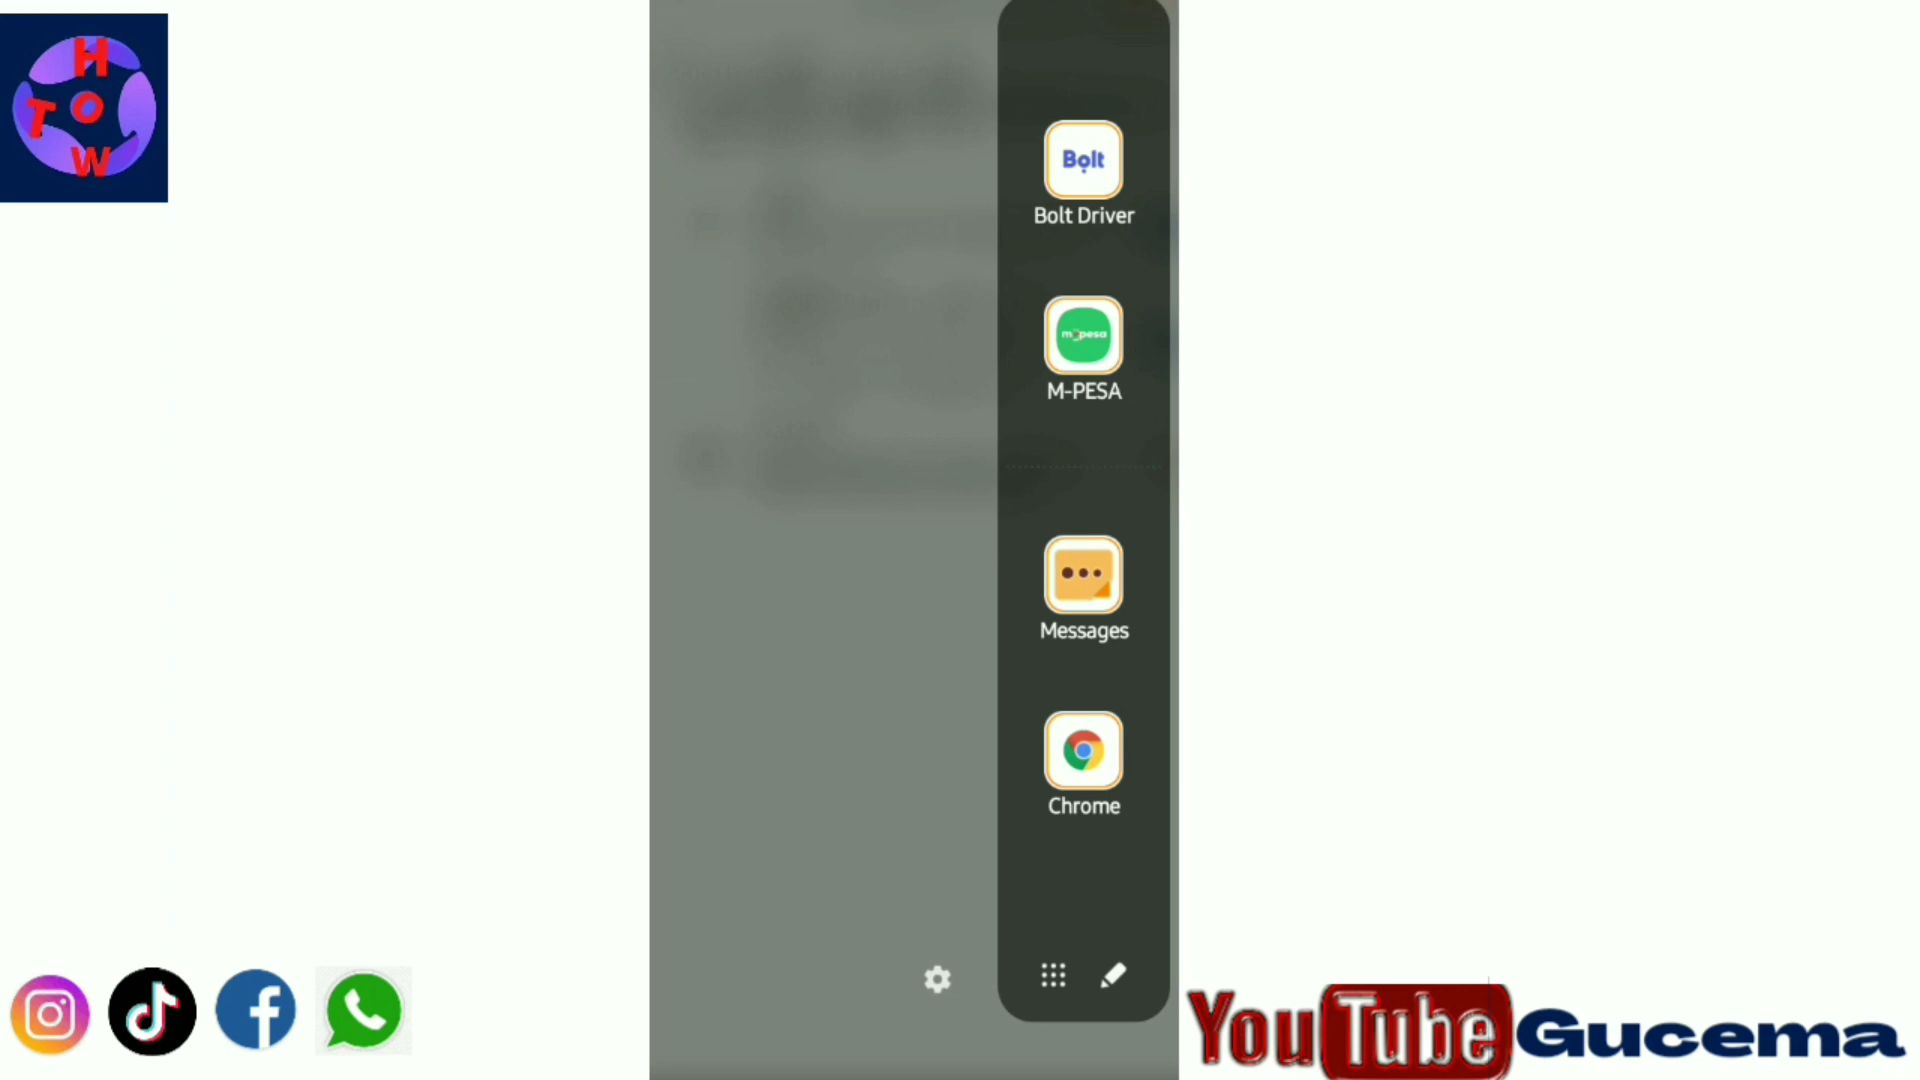 H
T O
W
Bolt
Bolt Driver
m-pesa
M-PESA
Messages
Chrome
YouTube Gucema